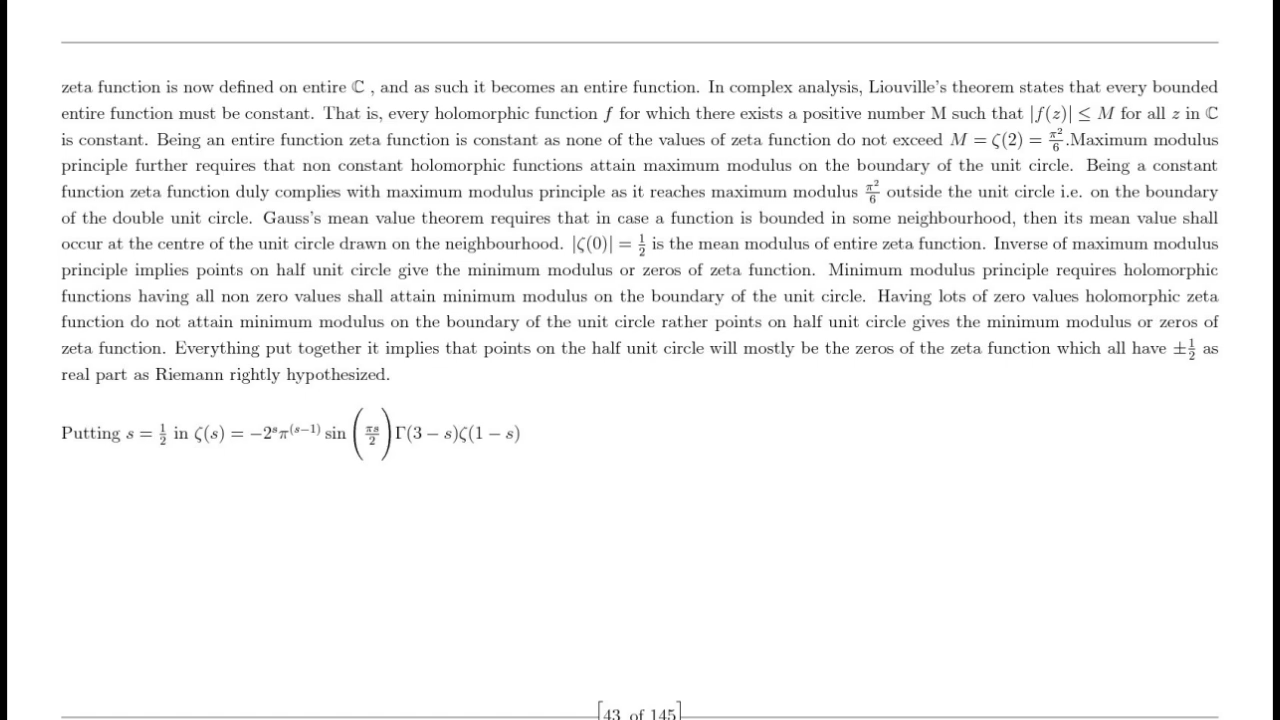 zeta function is now defined on entire ℂ , and as such it becomes an entire function. In complex analysis, Liouville's theorem states that every bounded
entire function must be constant. That is, every holomorphic function f for which there exists a positive number M such that |f(z)| ≤ M for all z in ℂ
is constant. Being an entire function zeta function is constant as none of the values of zeta function do not exceed M = ζ(2) = π²/6.Maximum modulus
principle further requires that non constant holomorphic functions attain maximum modulus on the boundary of the unit circle. Being a constant
function zeta function duly complies with maximum modulus principle as it reaches maximum modulus π²/6 outside the unit circle i.e. on the boundary
of the double unit circle. Gauss's mean value theorem requires that in case a function is bounded in some neighbourhood, then its mean value shall
occur at the centre of the unit circle drawn on the neighbourhood. |ζ(0)| = 1/2 is the mean modulus of entire zeta function. Inverse of maximum modulus
principle implies points on half unit circle give the minimum modulus or zeros of zeta function. Minimum modulus principle requires holomorphic
functions having all non zero values shall attain minimum modulus on the boundary of the unit circle. Having lots of zero values holomorphic zeta
function do not attain minimum modulus on the boundary of the unit circle rather points on half unit circle gives the minimum modulus or zeros of
zeta function. Everything put together it implies that points on the half unit circle will mostly be the zeros of the zeta function which all have ±1/2 as
real part as Riemann rightly hypothesized.
Putting s = 1/2 in ζ(s) = −2^s π^(s−1) sin (πs/2) Γ(3 − s)ζ(1 − s)
[43 of 145]